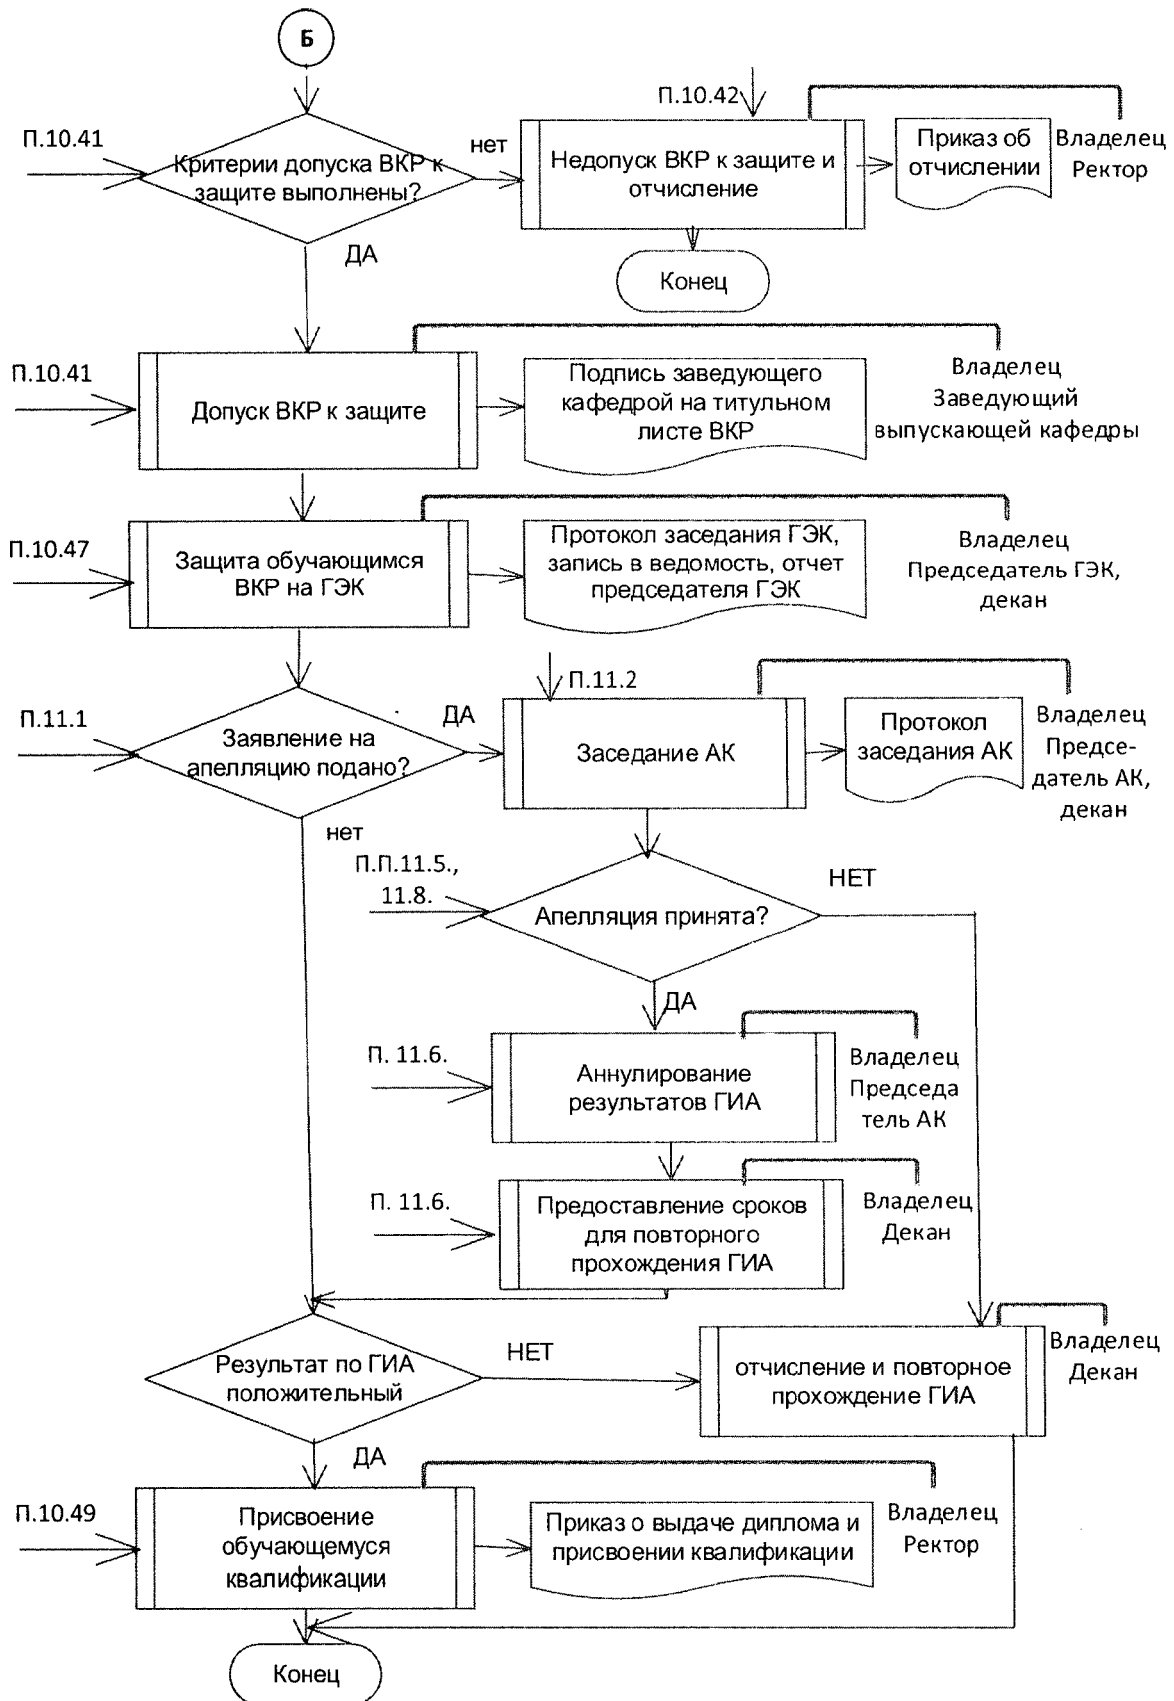 Б
П.10.41
Критерии допуска ВКР к
защите выполнены?
нет
П.10.42
Недопуск ВКР к защите и
отчисление
Приказ об
отчислении
Владелец
Ректор
ДА
Конец
П.10.41
Допуск ВКР к защите
Подпись заведующего
кафедрой на титульном
листе ВКР
Владелец
Заведующий
выпускающей кафедры
П.10.47
Защита обучающимся
ВКР на ГЭК
Протокол заседания ГЭК,
запись в ведомость, отчет
председателя ГЭК
Владелец
Председатель ГЭК,
декан
П.11.1
Заявление на
апелляцию подано?
ДА
П.11.2
Заседание АК
Протокол
заседания АК
Владелец
Предсе-
датель АК,
декан
нет
П.П.11.5.,
11.8.
Апелляция принята?
НЕТ
ДА
П. 11.6.
Аннулирование
результатов ГИА
Владелец
Председа
тель АК
П. 11.6.
Предоставление сроков
для повторного
прохождения ГИА
Владелец
Декан
Результат по ГИА
положительный
НЕТ
отчисление и повторное
прохождение ГИА
Владелец
Декан
ДА
П.10.49
Присвоение
обучающемуся
квалификации
Приказ о выдаче диплома и
присвоении квалификации
Владелец
Ректор
Конец